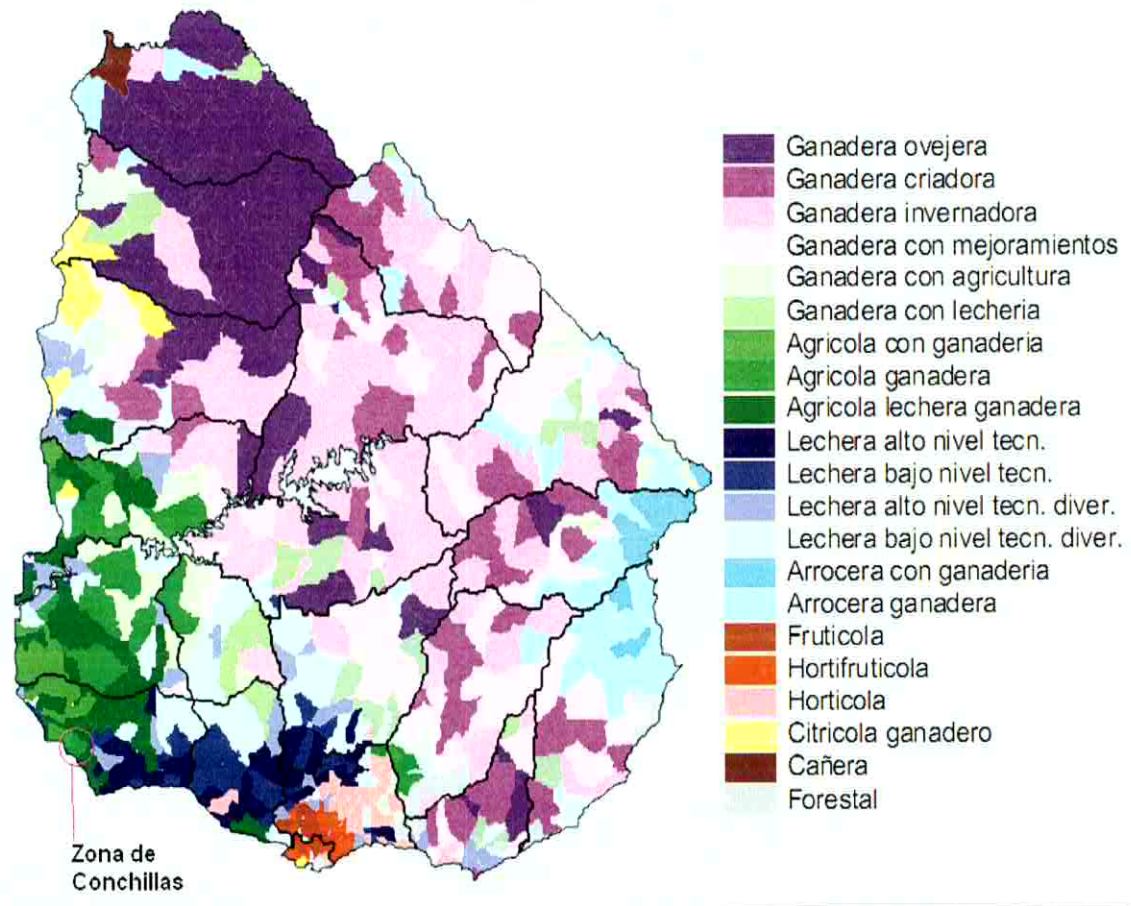 Ganadera ovejera
Ganadera criadora
Ganadera invernadora
Ganadera con mejoramientos
Ganadera con agricultura
Ganadera con lecheria
Agricola con ganaderia
Agricola ganadera
Agricola lechera ganadera
Lechera alto nivel tecn.
Lechera bajo nivel tecn.
Lechera alto nivel tecn. diver.
Lechera bajo nivel tecn. diver.
Arrocera con ganaderia
Arrocera ganadera
Fruticola
Hortifruticola
Horticola
Citricola ganadero
Cañera
Forestal
Zona de
Conchillas